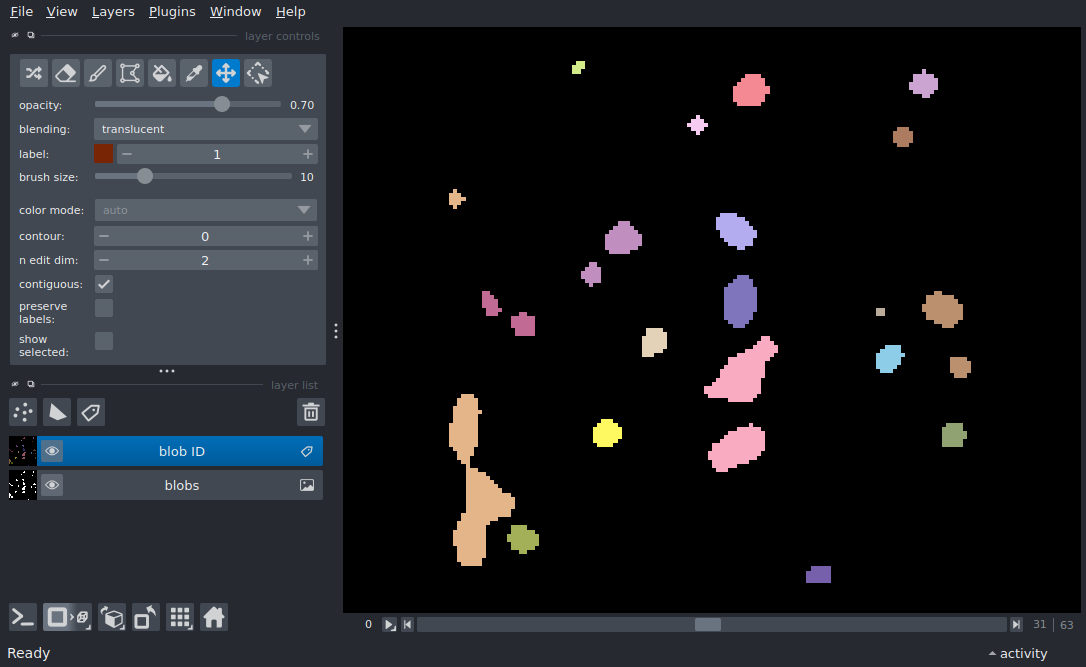 File View Layers Plugins Window Help
layer controls
opacity: 0.70
blending: translucent
label: 1
brush size: 10
color mode: auto
contour: 0
n edit dim: 2
contiguous:
preserve
labels:
show
selected:
layer list
blob ID
blobs
0 31 | 63
Ready activity